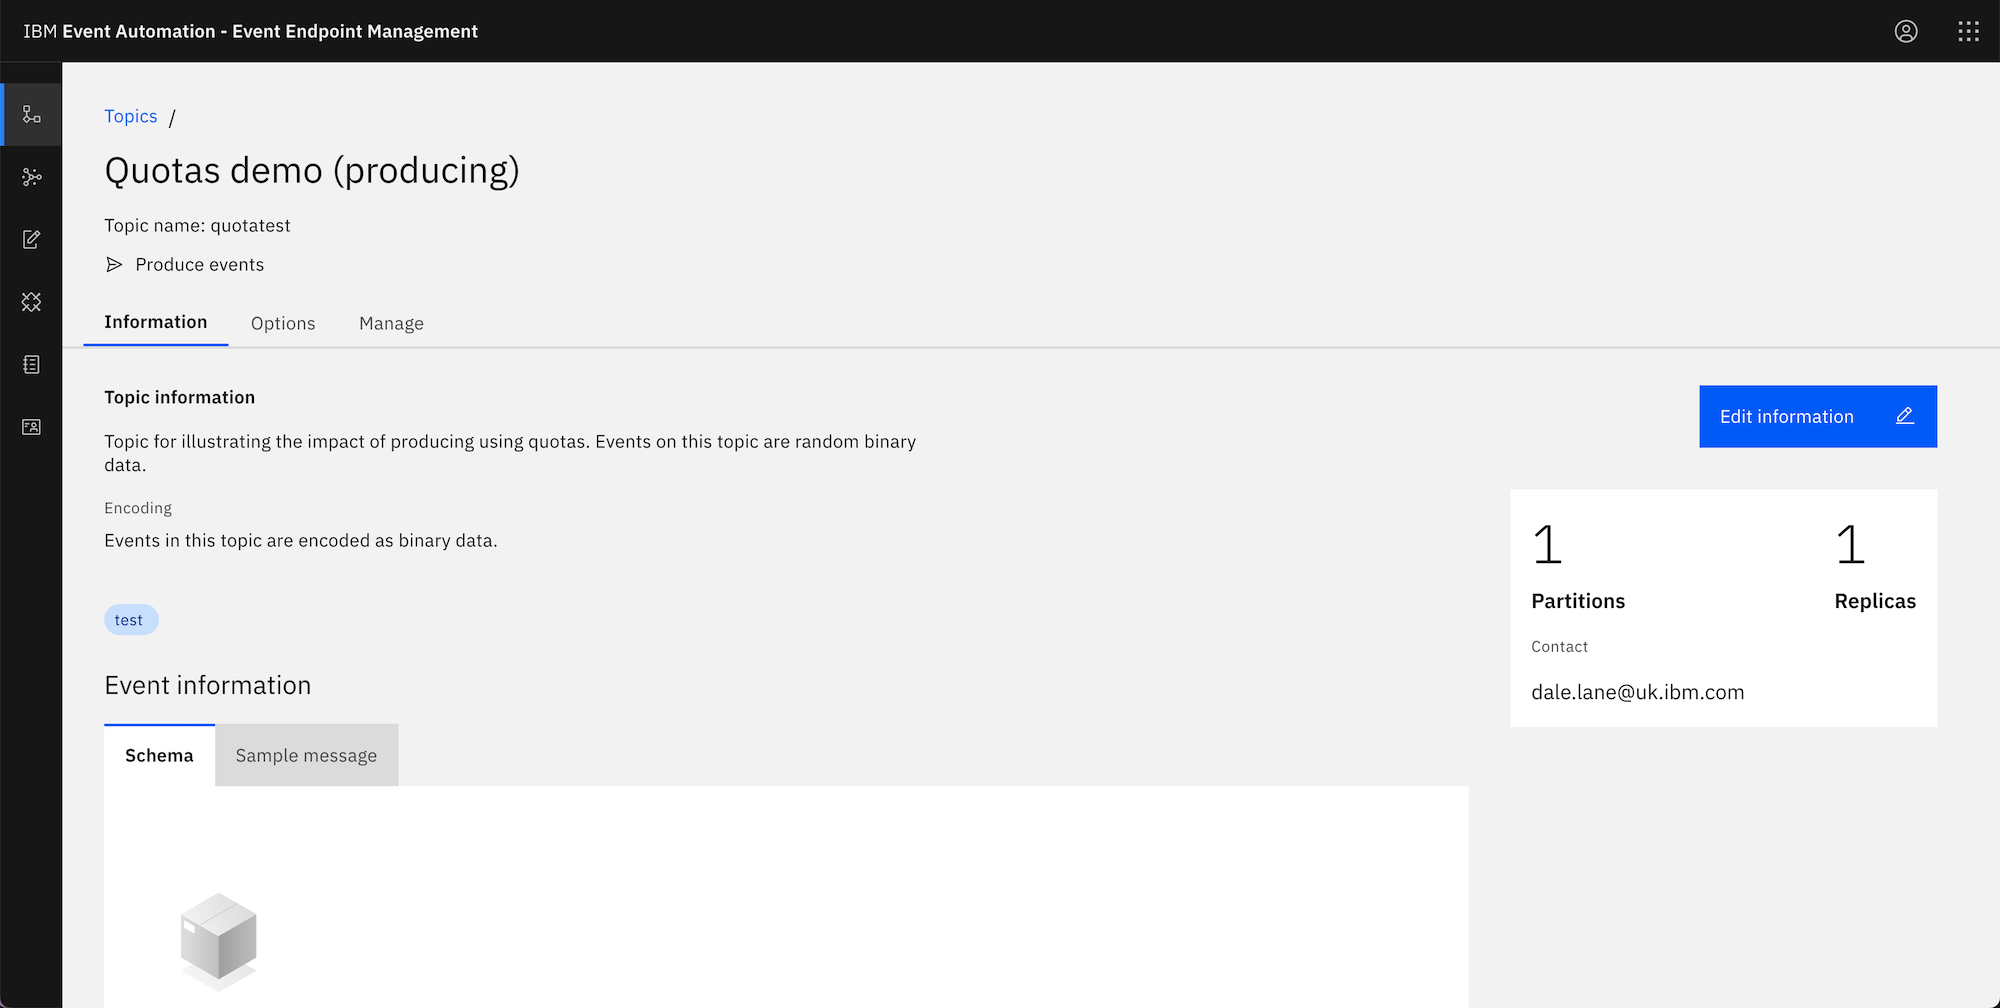 IBM Event Automation - Event Endpoint Management
Topics /
Quotas demo (producing)
Topic name: quotatest
Produce events
Information Options Manage
Topic information
Edit information
Topic for illustrating the impact of producing using quotas. Events on this topic are random binary
data.
Encoding
Events in this topic are encoded as binary data.
test
1 1
Partitions Replicas
Contact
dale.lane@uk.ibm.com
Event information
Schema Sample message